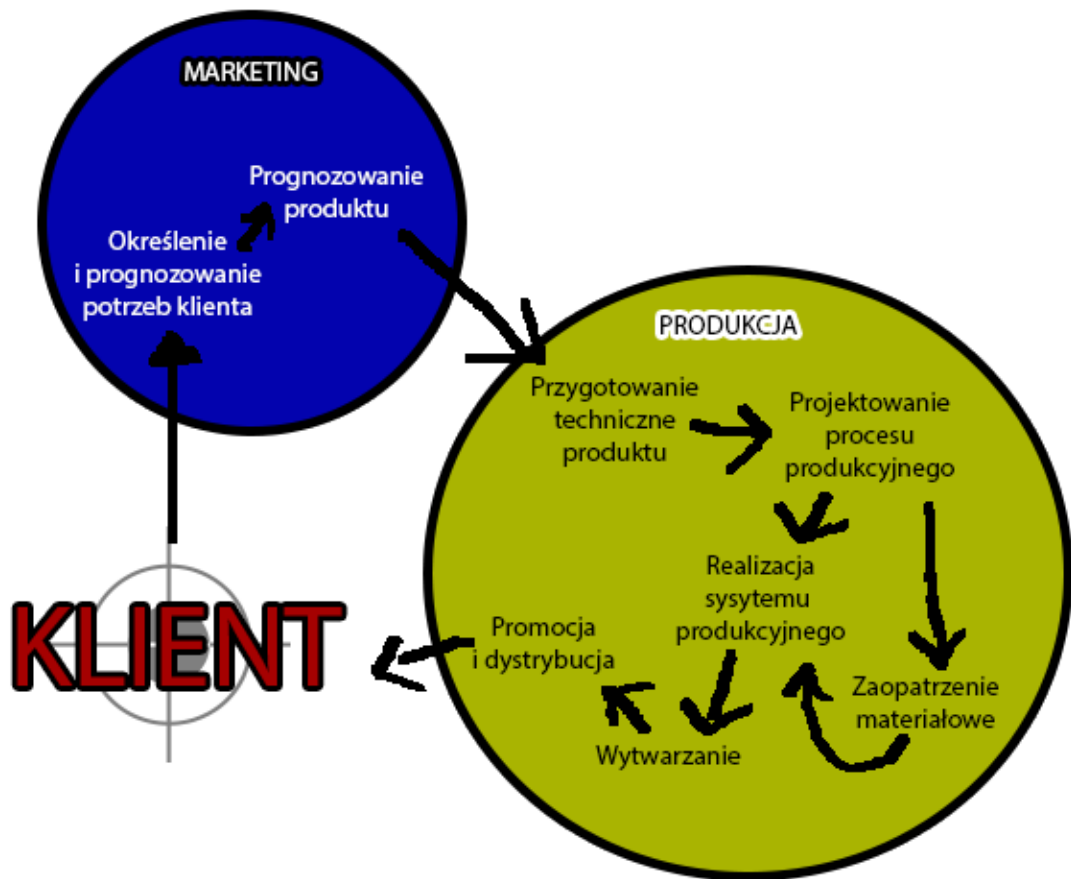 MARKETING
Prognozowanie
produktu
Określenie
i prognozowanie
potrzeb klienta
PRODUKCJA
Przygotowanie
techniczne
produktu
Projektowanie
procesu
produkcyjnego
Realizacja
sysytemu
produkcyjnego
Zaopatrzenie
materiałowe
Wytwarzanie
Promocja
i dystrybucja
KLIENT